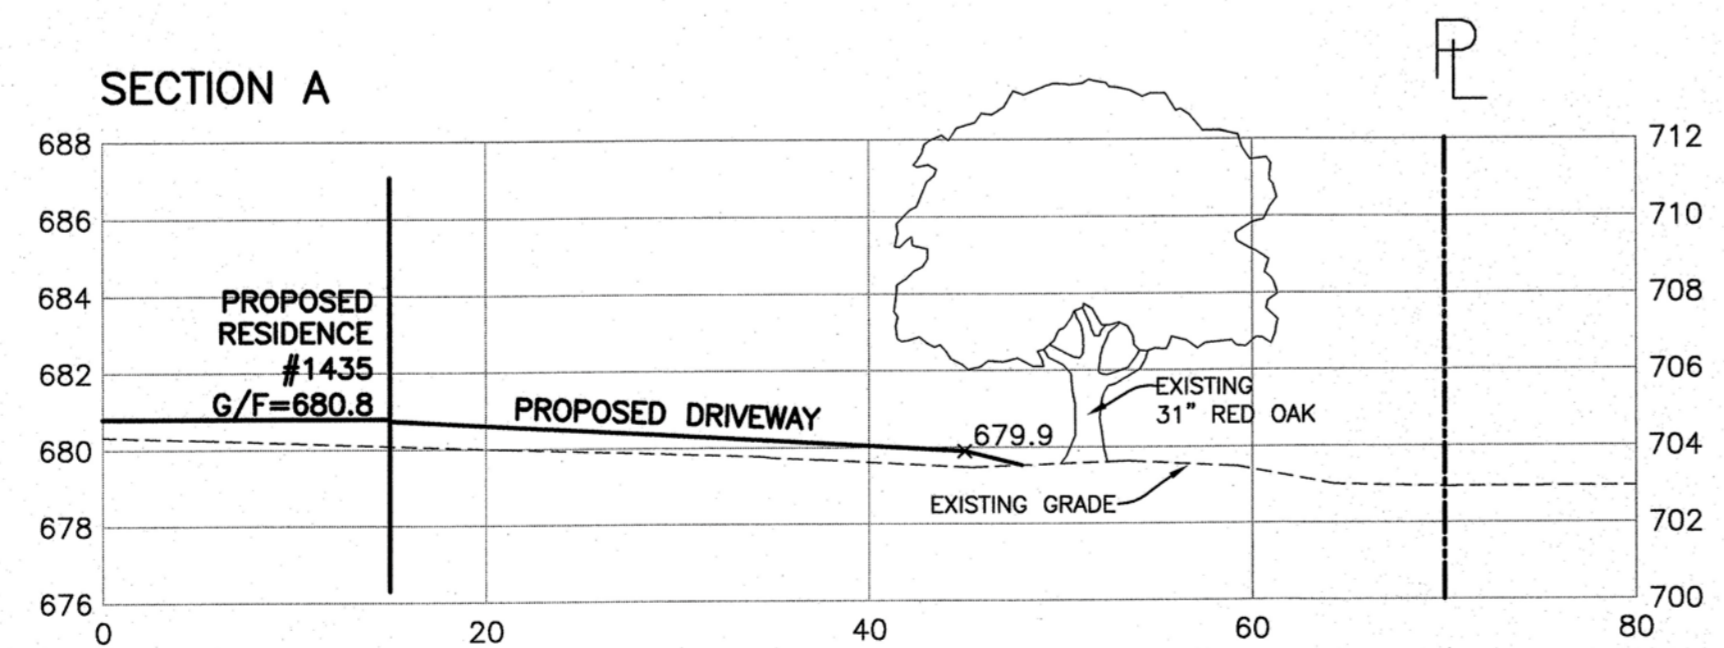 PL
SECTION A
688
712
686
710
684
708
PROPOSED
RESIDENCE
#1435
G/F=680.8
682
706
EXISTING
31" RED OAK
PROPOSED DRIVEWAY
679.9
680
704
EXISTING GRADE
678
702
676
700
0
20
40
60
80